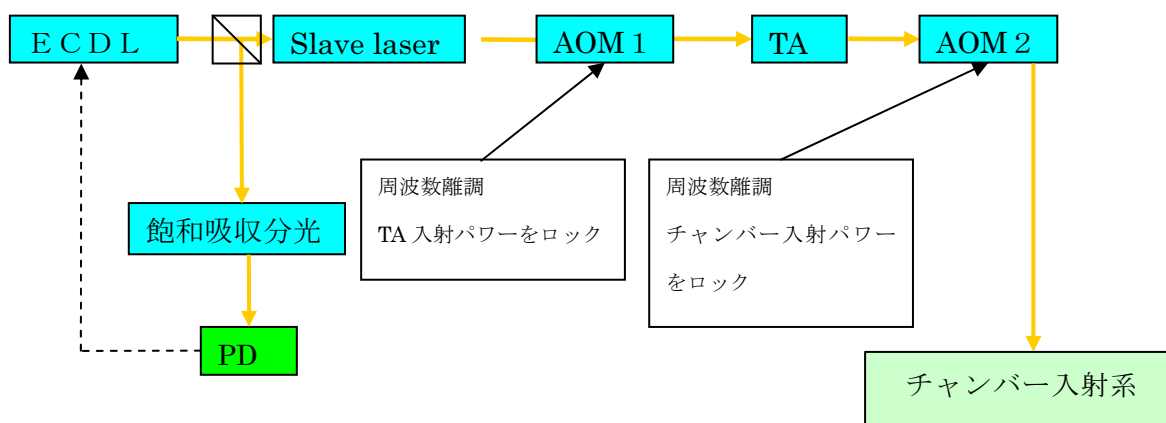 ＥＣＤＬ
Slave laser
AOM１
TA
AOM２
周波数離調
TA 入射パワーをロック
周波数離調
チャンバー入射パワー
をロック
飽和吸収分光
PD
チャンバー入射系